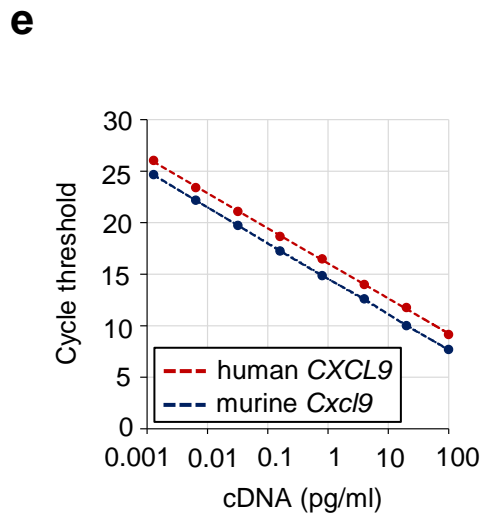 e
30
25
20
15
10
5
0
Cycle threshold
human CXCL9
murine Cxcl9
0.001 0.01 0.1 1 10 100
cDNA (pg/ml)